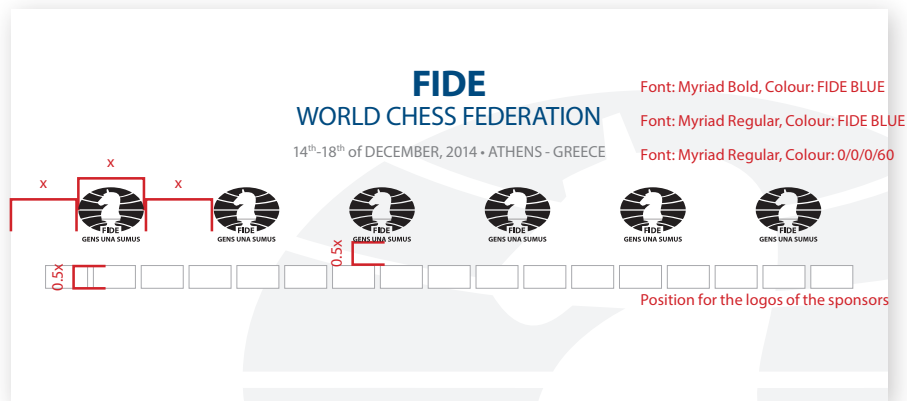 FIDE
Font: Myriad Bold, Colour: FIDE BLUE
WORLD CHESS FEDERATION
Font: Myriad Regular, Colour: FIDE BLUE
14th-18th of DECEMBER, 2014 • ATHENS - GREECE
Font: Myriad Regular, Colour: 0/0/0/60
x
x
x
FIDE
GENS UNA SUMUS
FIDE
GENS UNA SUMUS
FIDE
GENS UNA SUMUS
FIDE
GENS UNA SUMUS
FIDE
GENS UNA SUMUS
FIDE
GENS UNA SUMUS
0.5x
0.5x
Position for the logos of the sponsors